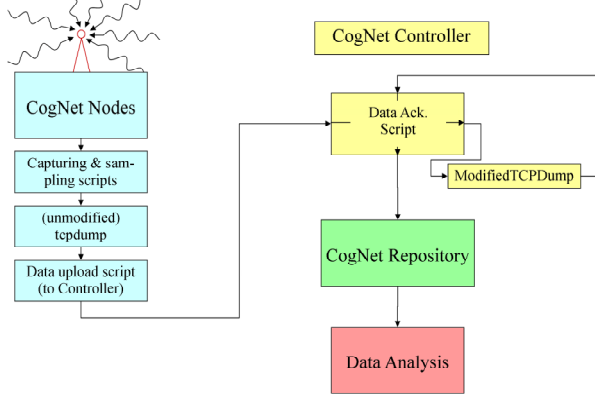 CogNet Controller
CogNet Nodes
Capturing & sam-
pling scripts
(unmodified)
tcpdump
Data upload script
(to Controller)
Data Ack.
Script
ModifiedTCPDump
CogNet Repository
Data Analysis